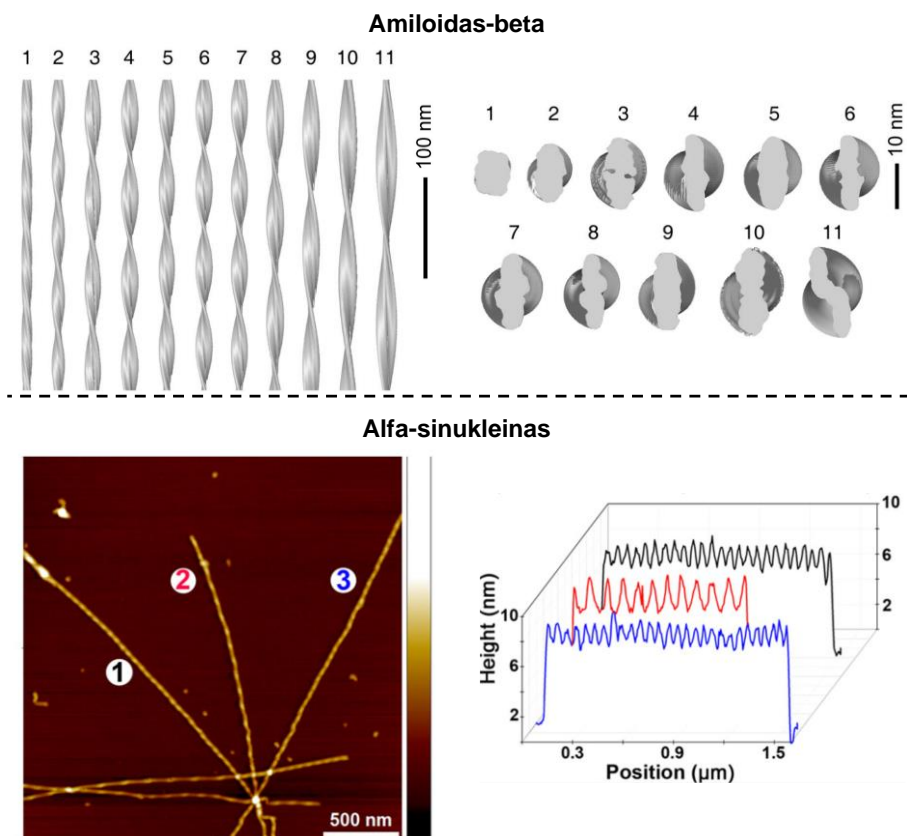 Amiloidas-beta
1 2 3 4 5 6 7 8 9 10 11
100 nm
1 2 3 4 5 6
10 nm
7 8 9 10 11
Alfa-sinukleinas
1
2
3
500 nm
10
6
2
10
6
2
Height (nm)
0.3 0.9 1.5
Position (µm)